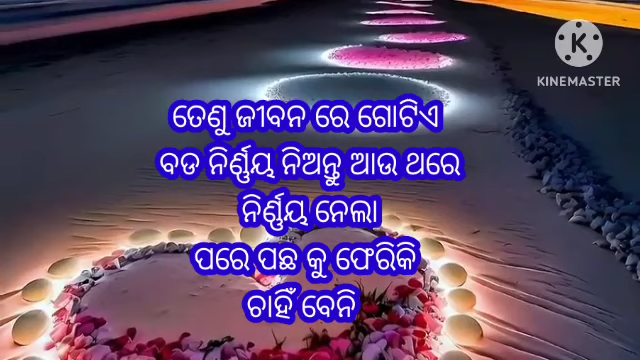 KINEMASTER
ତେଣୁ ଜୀବନ ରେ ଗୋଟିଏ
ବଡ ନିର୍ଣ୍ଣୟ ନିଅନ୍ତୁ ଆଉ ଥରେ
ନିର୍ଣ୍ଣୟ ନେଲା
ପରେ ପଛ କୁ ଫେରିକି
ଚାହିଁ ବେନି